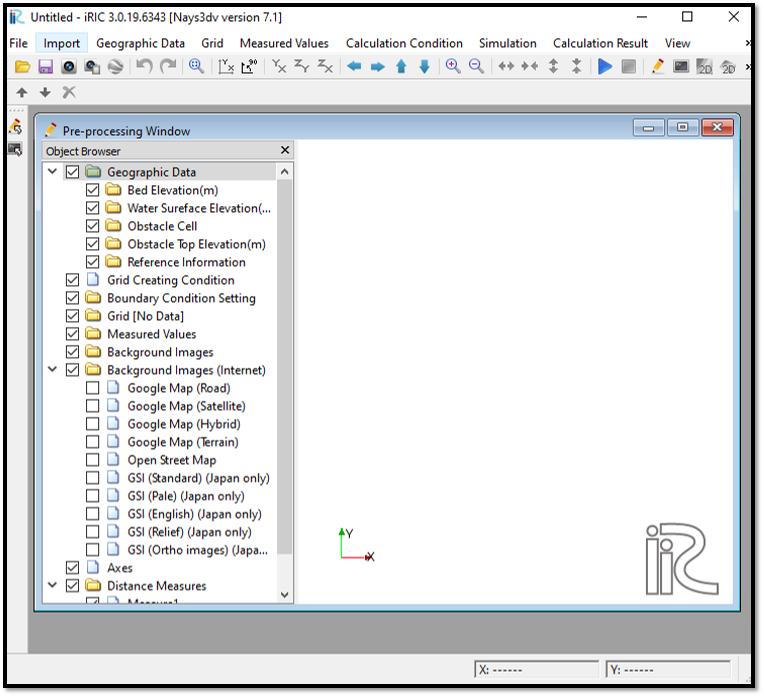 Untitled - iRIC 3.0.19.6343 [Nays3dv version 7.1]
File Import Geographic Data Grid Measured Values Calculation Condition Simulation Calculation Result View »
Pre-processing Window
Object Browser
Geographic Data
Bed Elevation(m)
Water Sureface Elevation(...
Obstacle Cell
Obstacle Top Elevation(m)
Reference Information
Grid Creating Condition
Boundary Condition Setting
Grid [No Data]
Measured Values
Background Images
Background Images (Internet)
Google Map (Road)
Google Map (Satellite)
Google Map (Hybrid)
Google Map (Terrain)
Open Street Map
GSI (Standard) (Japan only)
GSI (Pale) (Japan only)
GSI (English) (Japan only)
GSI (Relief) (Japan only)
GSI (Ortho images) (Japa...
Axes
Distance Measures
Measure1
Y
X
iRIC
X: ------
Y: ------